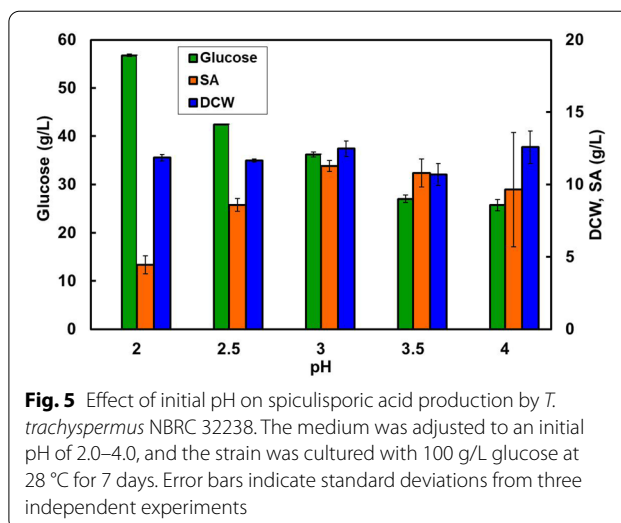 60
50
40
30
20
10
0
Glucose (g/L)
Glucose
SA
DCW
20
15
10
5
0
DCW, SA (g/L)
2 2.5 3 3.5 4
pH
Fig. 5 Effect of initial pH on spiculisporic acid production by T.
trachyspermus NBRC 32238. The medium was adjusted to an initial
pH of 2.0–4.0, and the strain was cultured with 100 g/L glucose at
28 °C for 7 days. Error bars indicate standard deviations from three
independent experiments